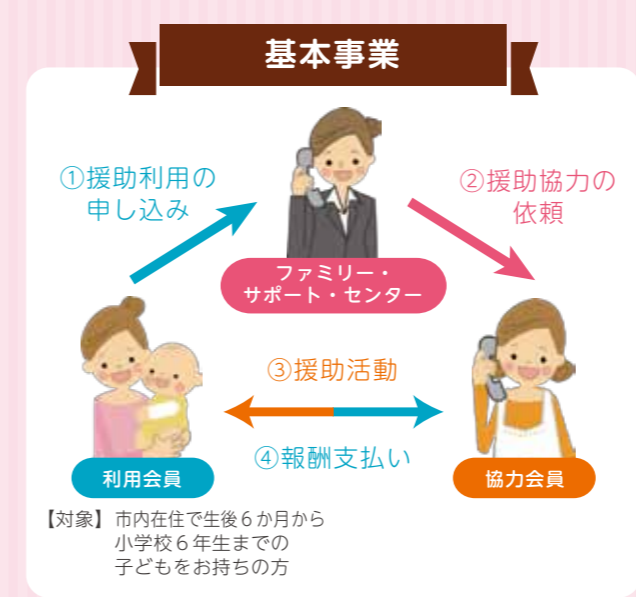 基本事業
①援助利用の
申し込み
②援助協力の
依頼
ファミリー・
サポート・センター
③援助活動
④報酬支払い
利用会員
協力会員
【対象】市内在住で生後６か月から
小学校６年生までの
子どもをお持ちの方